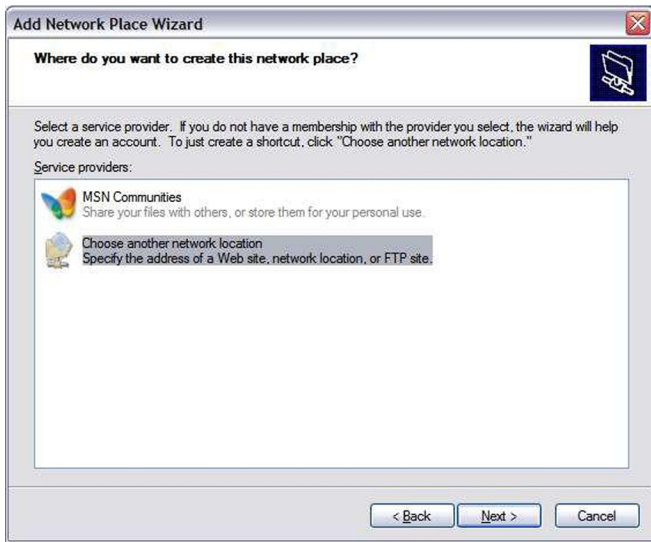 Add Network Place Wizard
Where do you want to create this network place?
Select a service provider. If you do not have a membership with the provider you select, the wizard will help
you create an account. To just create a shortcut, click "Choose another network location."
Service providers:
MSN Communities
Share your files with others, or store them for your personal use.
Choose another network location
Specify the address of a Web site, network location, or FTP site.
< Back Next > Cancel